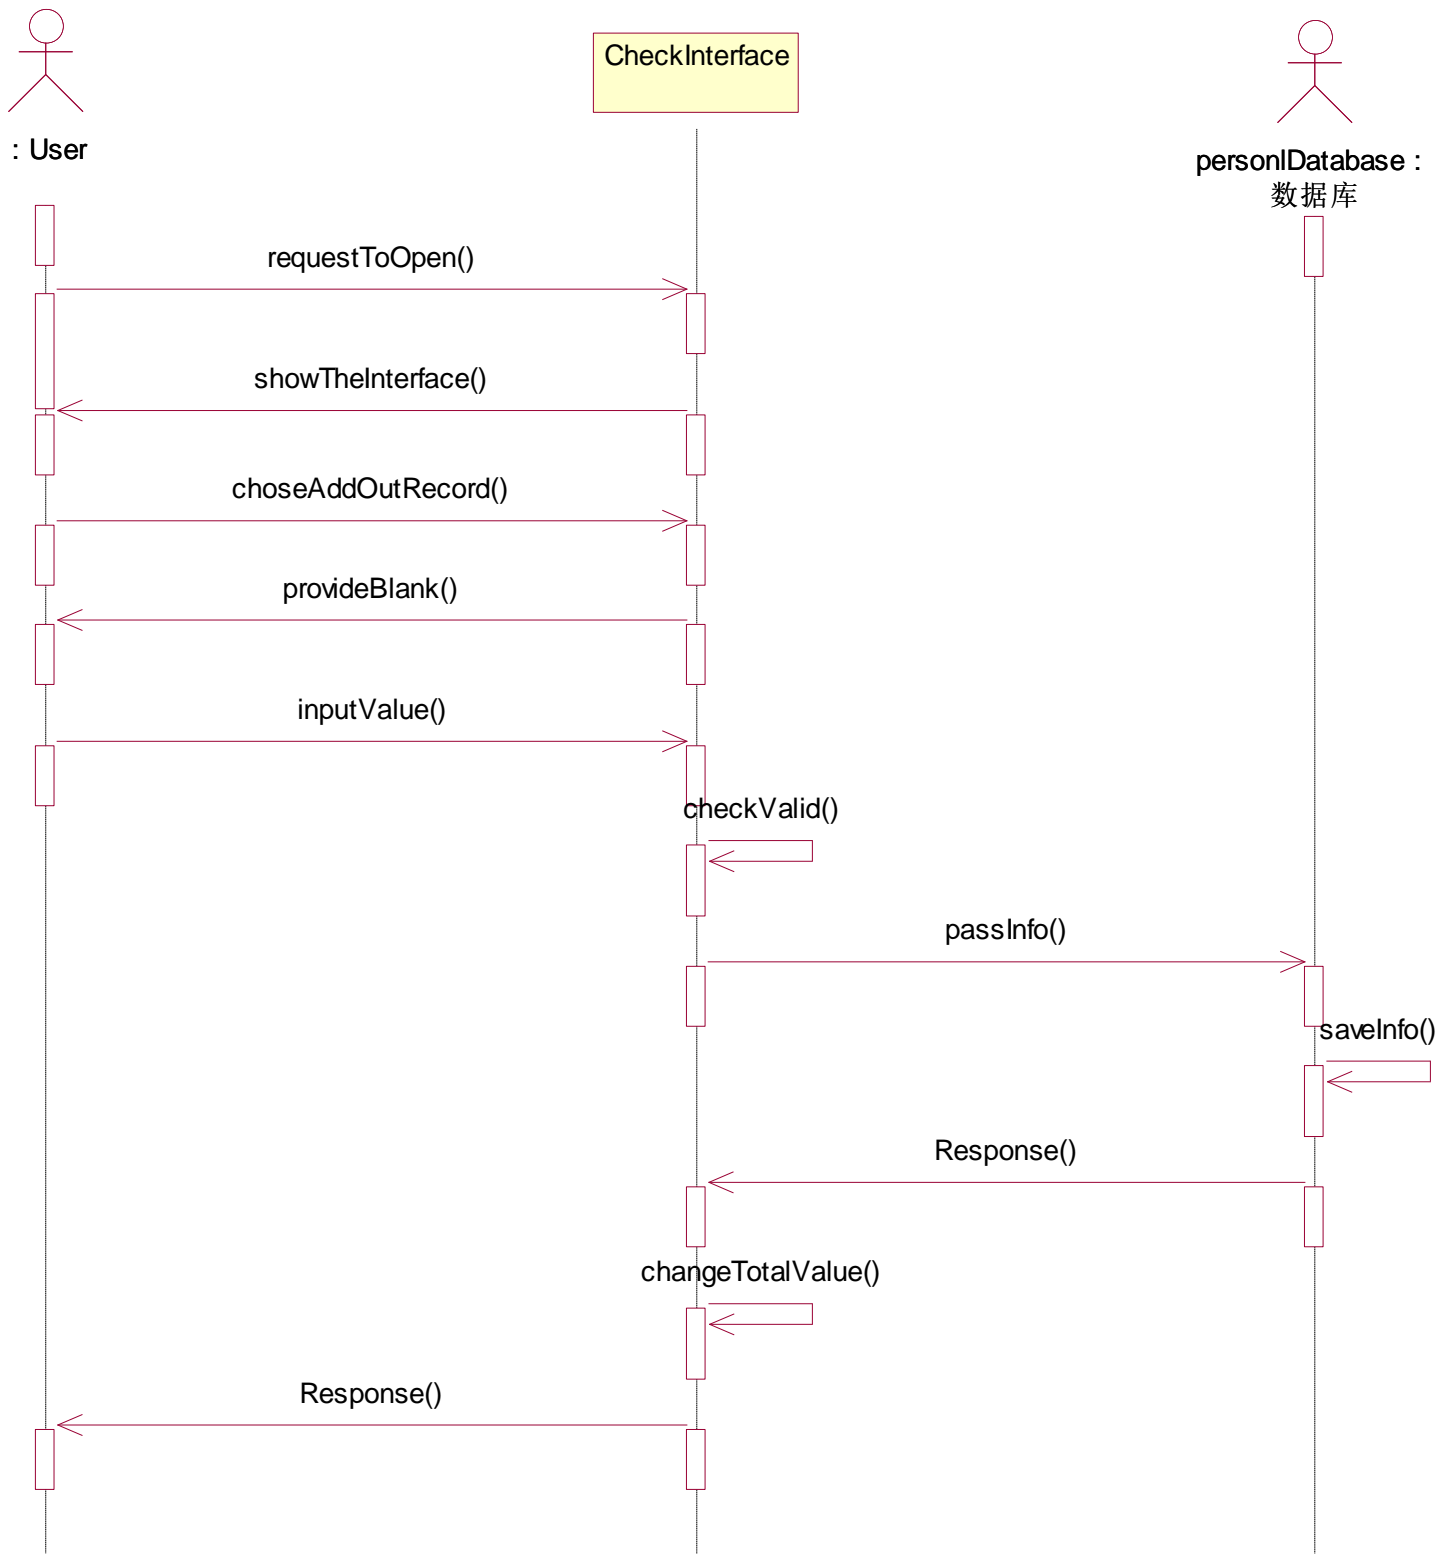 CheckInterface
: User
personlDatabase :
数据库
requestToOpen()
showTheInterface()
choseAddOutRecord()
provideBlank()
inputValue()
checkValid()
passInfo()
saveInfo()
Response()
changeTotalValue()
Response()